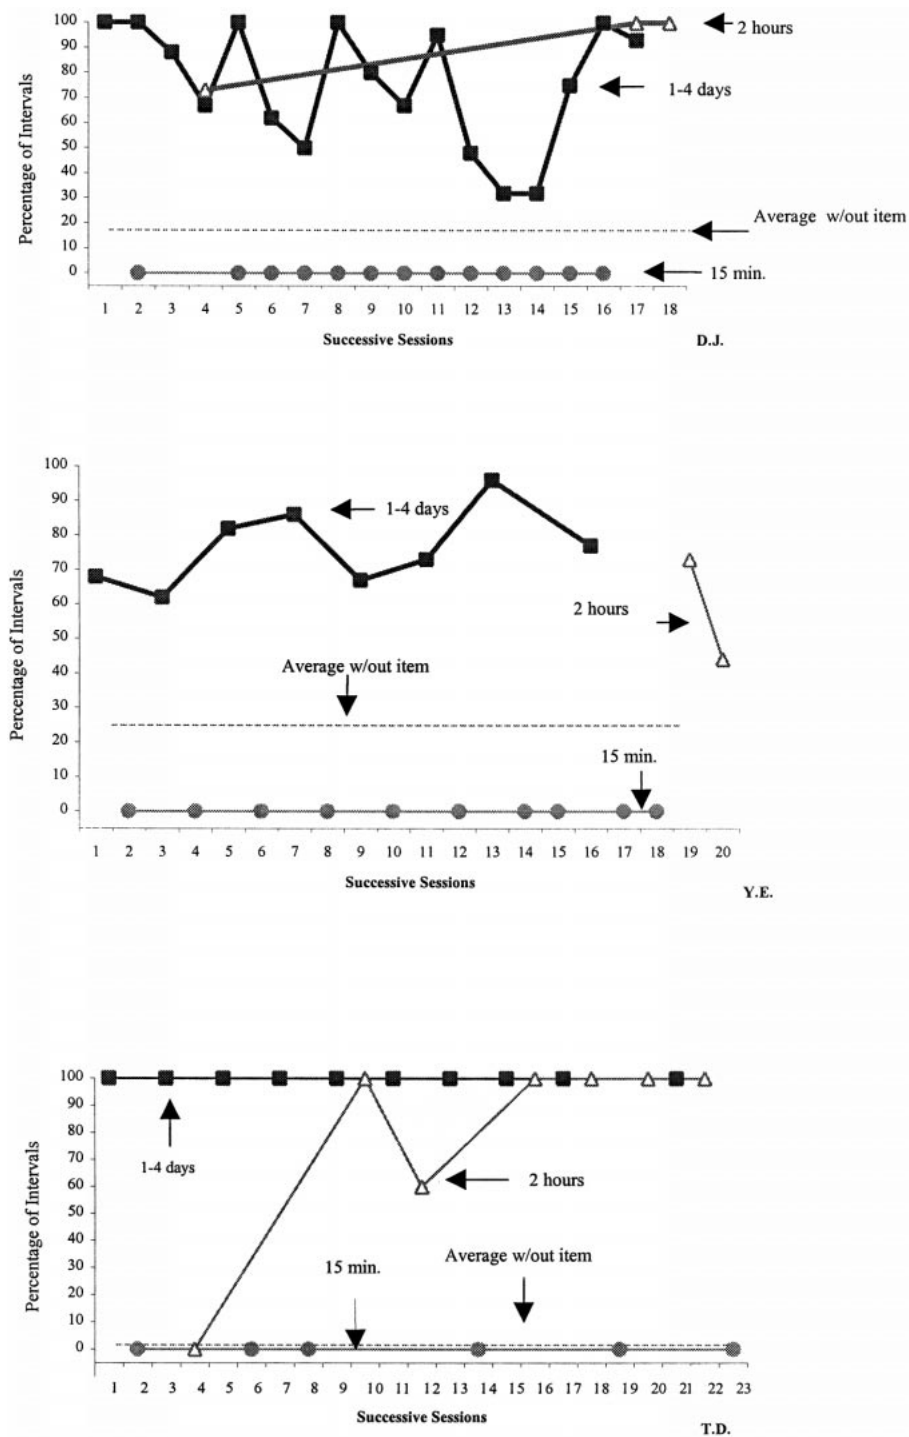 100
90
80
70
60
50
40
30
20
10
0
Percentage of Intervals
2 hours
1-4 days
Average w/out item
15 min.
1 2 3 4 5 6 7 8 9 10 11 12 13 14 15 16 17 18
Successive Sessions
D.J.
100
90
80
70
60
50
40
30
20
10
0
Percentage of Intervals
1-4 days
2 hours
Average w/out item
15 min.
1 2 3 4 5 6 7 8 9 10 11 12 13 14 15 16 17 18 19 20
Successive Sessions
Y.E.
100
90
80
70
60
50
40
30
20
10
0
Percentage of Intervals
1-4 days
2 hours
15 min.
Average w/out item
1 2 3 4 5 6 7 8 9 10 11 12 13 14 15 16 17 18 19 20 21 22 23
Successive Sessions
T.D.